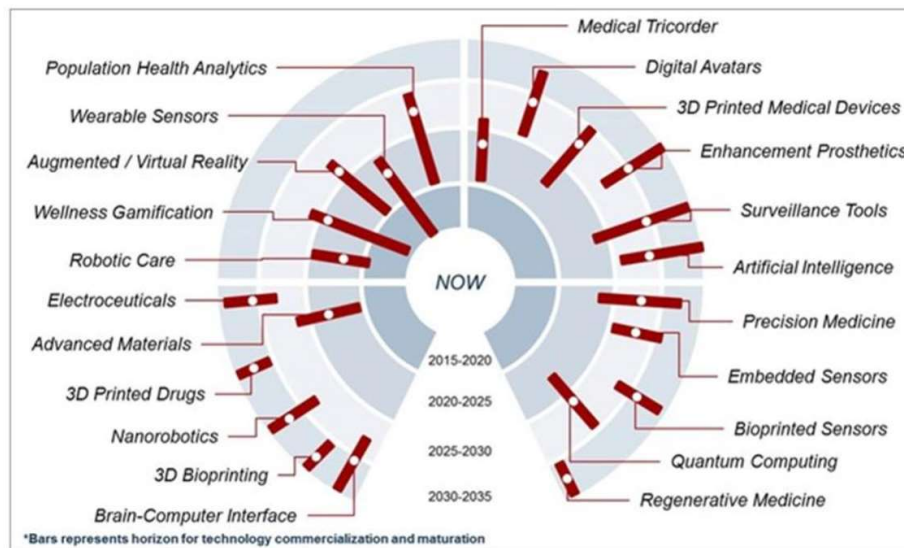 Medical Tricorder
Population Health Analytics
Digital Avatars
Wearable Sensors
3D Printed Medical Devices
Augmented / Virtual Reality
Enhancement Prosthetics
Wellness Gamification
Surveillance Tools
Robotic Care
Artificial Intelligence
NOW
Electroceuticals
Precision Medicine
Advanced Materials
2015-2020
Embedded Sensors
3D Printed Drugs
2020-2025
Bioprinted Sensors
Nanorobotics
2025-2030
Quantum Computing
3D Bioprinting
2030-2035
Regenerative Medicine
Brain-Computer Interface
*Bars represents horizon for technology commercialization and maturation